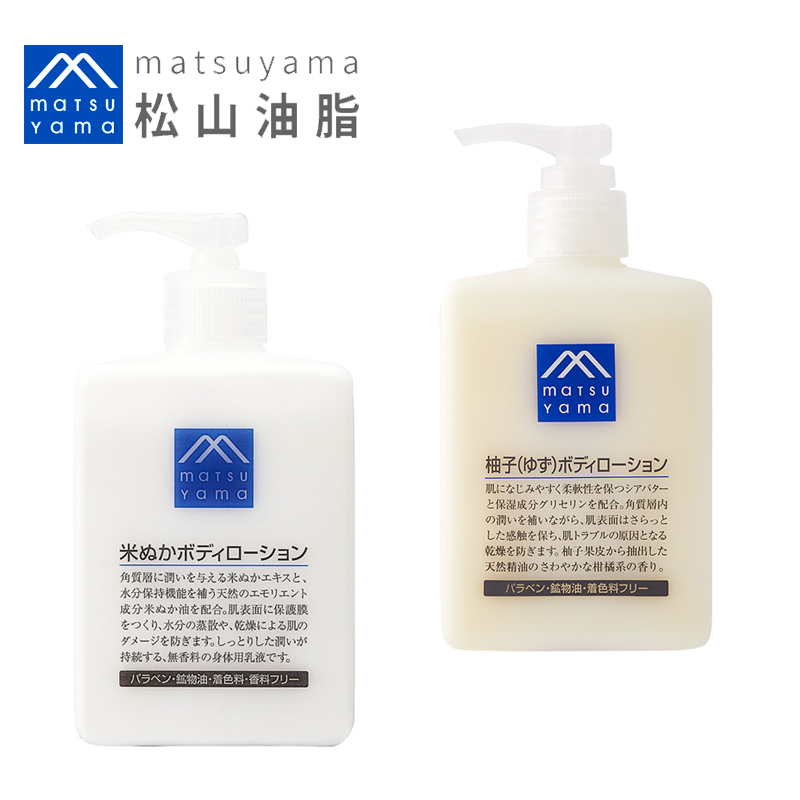 matsu
yama
matsuyama
松山油脂
matsu
yama
米ぬかボディローション
角質層に潤いを与える米ぬかエキスと、
水分保持機能を補う天然のエモリエント
成分米ぬか油を配合。肌表面に保護膜
をつくり、水分の蒸散や、乾燥による肌の
ダメージを防ぎます。しっとりした潤いが
持続する、無香料の身体用乳液です。
パラベン・鉱物油・着色料・香料フリー
matsu
yama
柚子(ゆず)ボディローション
肌になじみやすく柔軟性を保つシアバター
と保湿成分グリセリンを配合。角質層内
の潤いを補いながら、肌表面はさらっと
した感触を保ち、肌トラブルの原因となる
乾燥を防ぎます。柚子果皮から抽出した
天然精油のさわやかな柑橘系の香り。
パラベン・鉱物油・着色料フリー